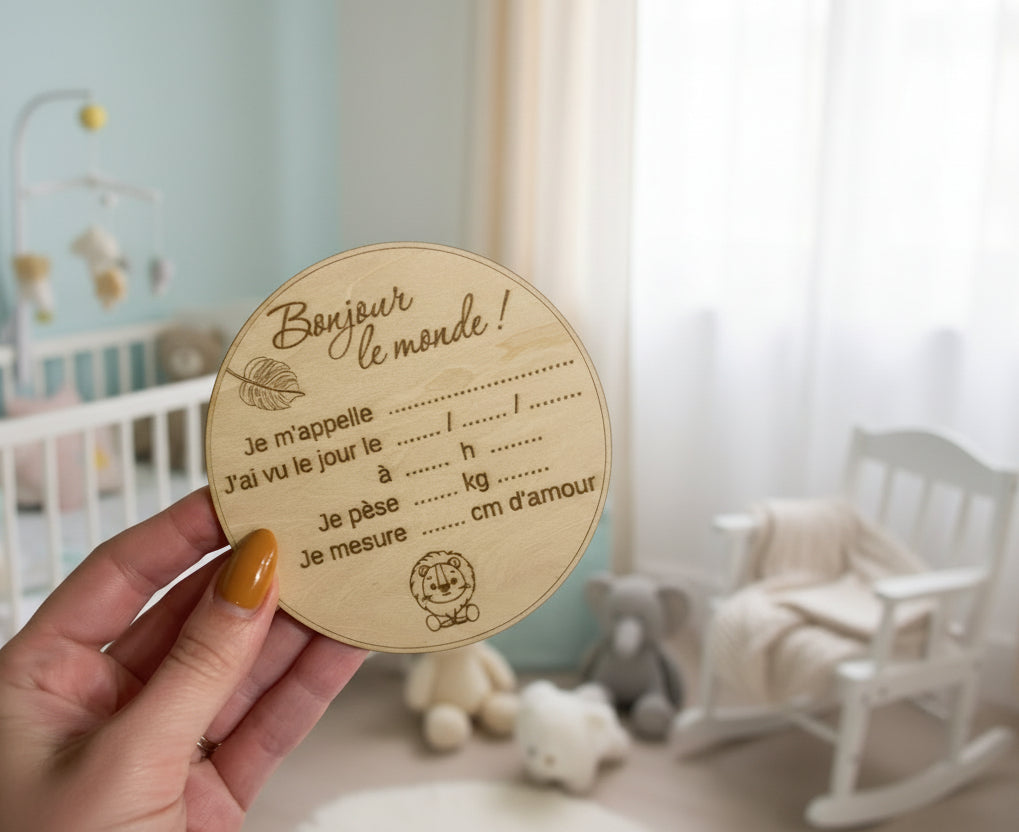 Bonjour
le monde !
Je m'appelle ..............................
J'ai vu le jour le ....... / ....... / ........
à ....... h ........
Je pèse ....... kg ........
Je mesure ....... cm d'amour